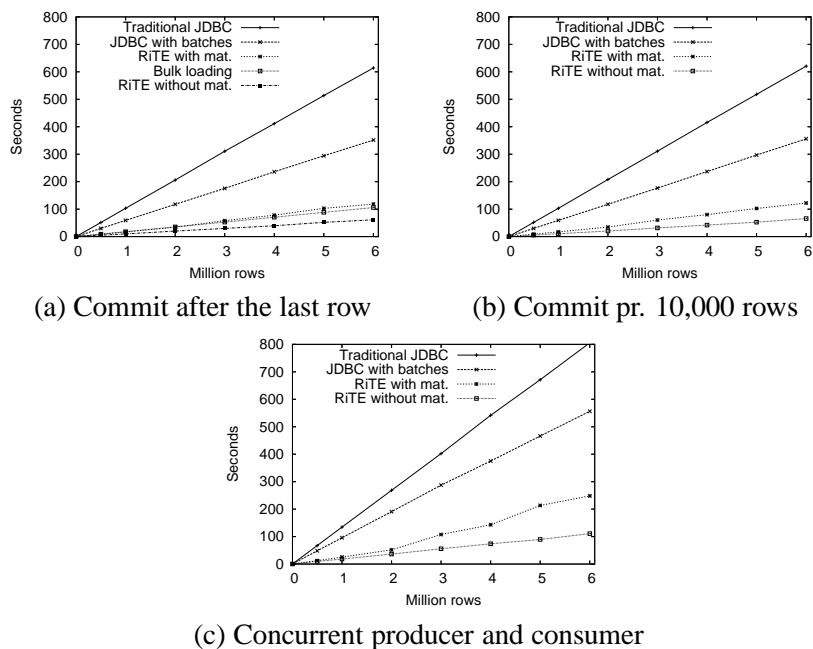 800
700
600
500
400
300
200
100
0
Seconds
Traditional JDBC
JDBC with batches
RiTE with mat.
Bulk loading
RiTE without mat.
0 1 2 3 4 5 6
Million rows
(a) Commit after the last row
800
700
600
500
400
300
200
100
0
Seconds
Traditional JDBC
JDBC with batches
RiTE with mat.
RiTE without mat.
0 1 2 3 4 5 6
Million rows
(b) Commit pr. 10,000 rows
800
700
600
500
400
300
200
100
0
Seconds
Traditional JDBC
JDBC with batches
RiTE with mat.
RiTE without mat.
0 1 2 3 4 5 6
Million rows
(c) Concurrent producer and consumer